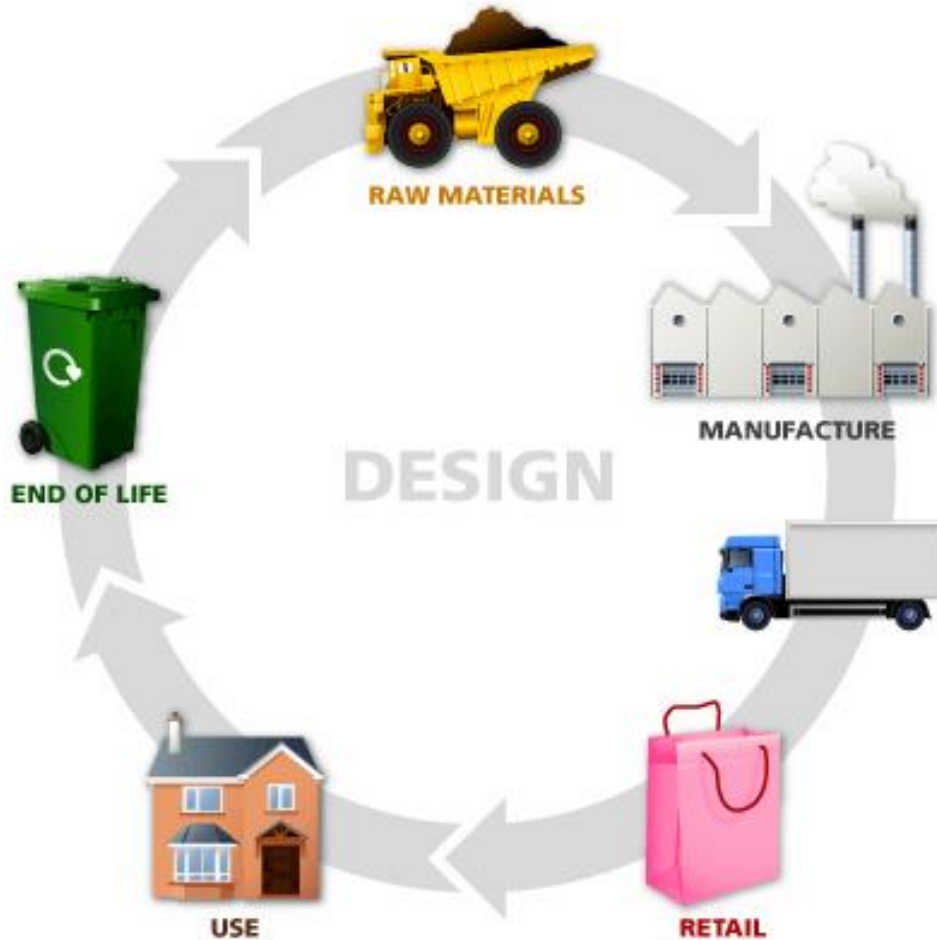 RAW MATERIALS
MANUFACTURE
DESIGN
END OF LIFE
USE
RETAIL